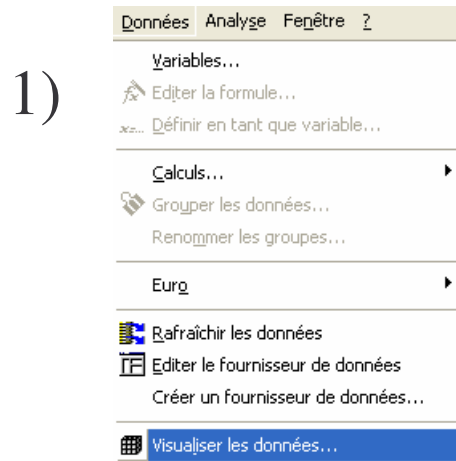 Données Analyse Fenêtre ?
1)
Variables...
Editer la formule...
x=... Définir en tant que variable...
Calculs...
Grouper les données...
Renommer les groupes...
Euro
Rafraîchir les données
Editer le fournisseur de données
Créer un fournisseur de données...
Visualiser les données...